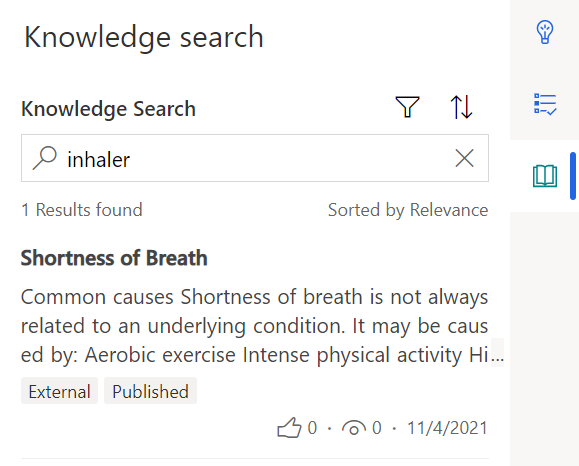 Knowledge search
Knowledge Search
inhaler
1 Results found
Sorted by Relevance
Shortness of Breath
Common causes Shortness of breath is not always
related to an underlying condition. It may be caus
ed by: Aerobic exercise Intense physical activity Hi...
External Published
0 · 0 · 11/4/2021